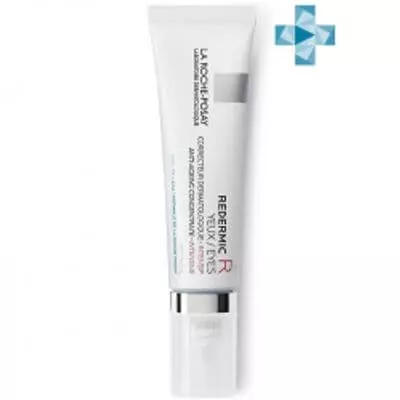 LA ROCHE-POSAY
LABORATOIRE DERMATOLOGIQUE
REDERMIC R
YEUX / EYES
CORRECTEUR DERMATOLOGIQUE - INTENSIF
ANTI-AGEING CONCENTRATE - INTENSIVE